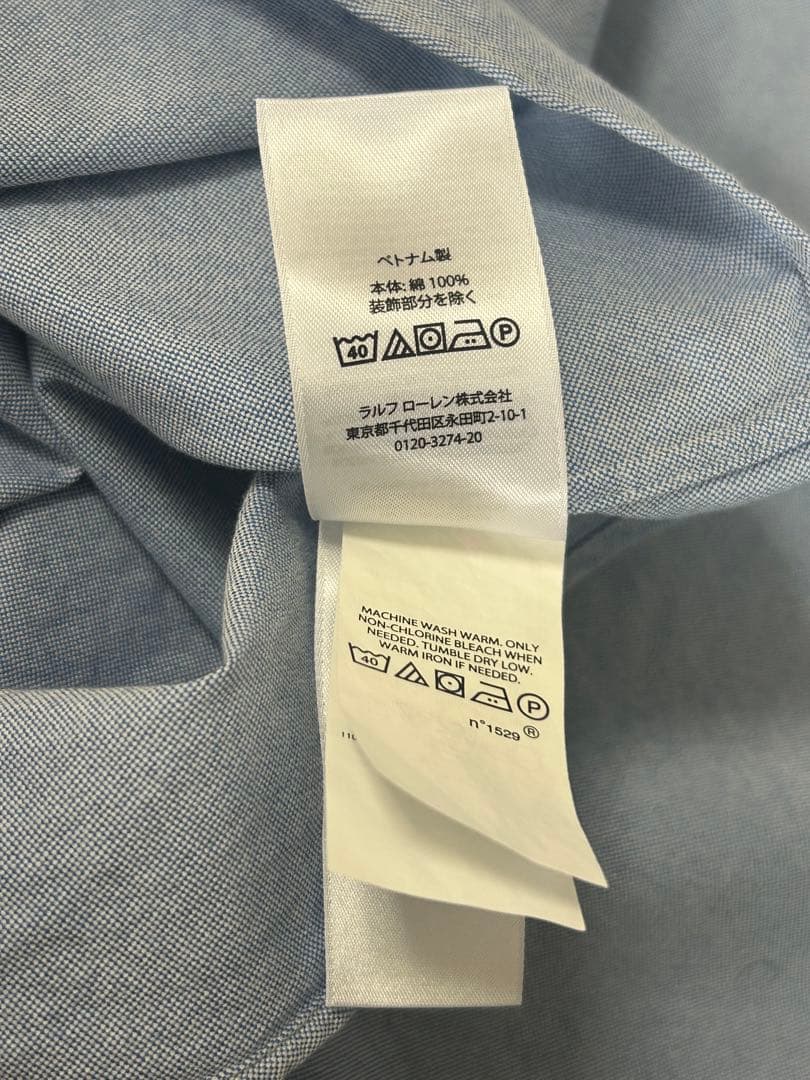 ベトナム製
本体: 綿 100%
装飾部分を除く
40 P
ラルフ ローレン株式会社
東京都千代田区永田町2-10-1
0120-3274-20
MACHINE WASH WARM. ONLY
NON-CHLORINE BLEACH WHEN
NEEDED. TUMBLE DRY LOW.
WARM IRON IF NEEDED.
40 P
n°1529 ®